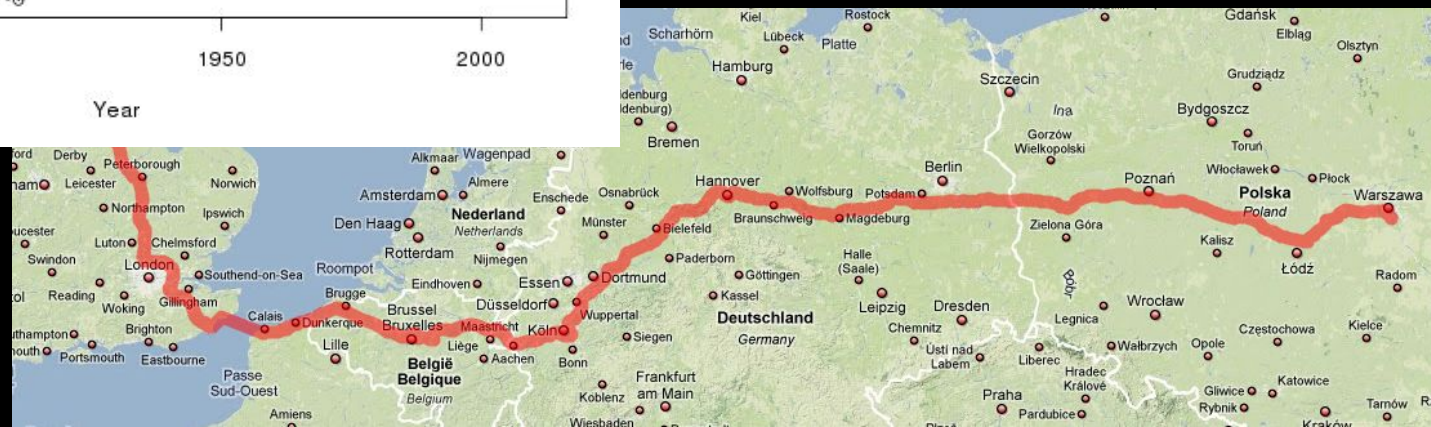 1950 2000
Year
Kiel
Rostock
Gdańsk
Elbląg
Scharhörn
Lübeck
Platte
Olsztyn
Hamburg
Szczecin
Grudziądz
Ina
Bydgoszcz
Bremen
Gorzów
Wielkopolski
Toruń
Derby
Peterborough
Alkmaar
Wagenpad
Leicester
Norwich
Amsterdam
Almere
Enschede
Osnabrück
Hannover
Wolfsburg
Potsdam
Berlin
Poznań
Włocławek
Płock
Polska
Poland
Warszawa
Northampton
Ipswich
Den Haag
Nederland
Netherlands
Münster
Braunschweig
Magdeburg
Luton
Chelmsford
Rotterdam
Nijmegen
Bielefeld
Zielona Góra
Kalisz
Łódź
Swindon
London
Southend-on-Sea
Roompot
Paderborn
Halle
(Saale)
Reading
Woking
Gillingham
Eindhoven
Essen
Dortmund
Göttingen
Bóbr
Radom
Brugge
Düsseldorf
Kassel
Leipzig
Dresden
Legnica
Wrocław
Brighton
Calais
Dunkerque
Brussel
Bruxelles
Maastricht
Köln
Wuppertal
Deutschland
Germany
Chemnitz
Częstochowa
Kielce
Portsmouth
Eastbourne
Lille
Liège
Aachen
Siegen
Bonn
Ústí nad
Labem
Liberec
Wałbrzych
Opole
Passe
Sud-Ouest
België
Belgique
Belgium
Koblenz
Frankfurt
am Main
Hradec
Králové
Gliwice
Katowice
Praha
Pardubice
Rybnik
Tarnów
Amiens
Wiesbaden
Kraków